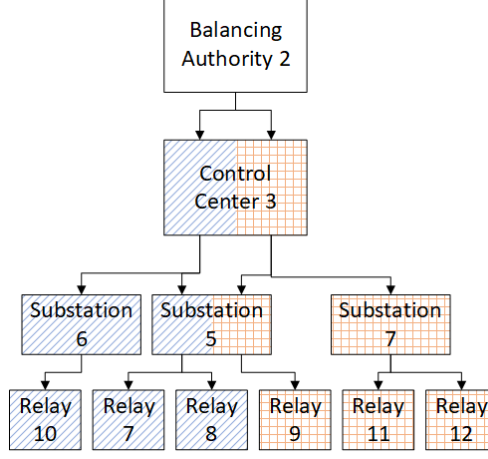 Balancing
Authority 2
Control
Center 3
Substation
6
Substation
5
Substation
7
Relay
10
Relay
7
Relay
8
Relay
9
Relay
11
Relay
12